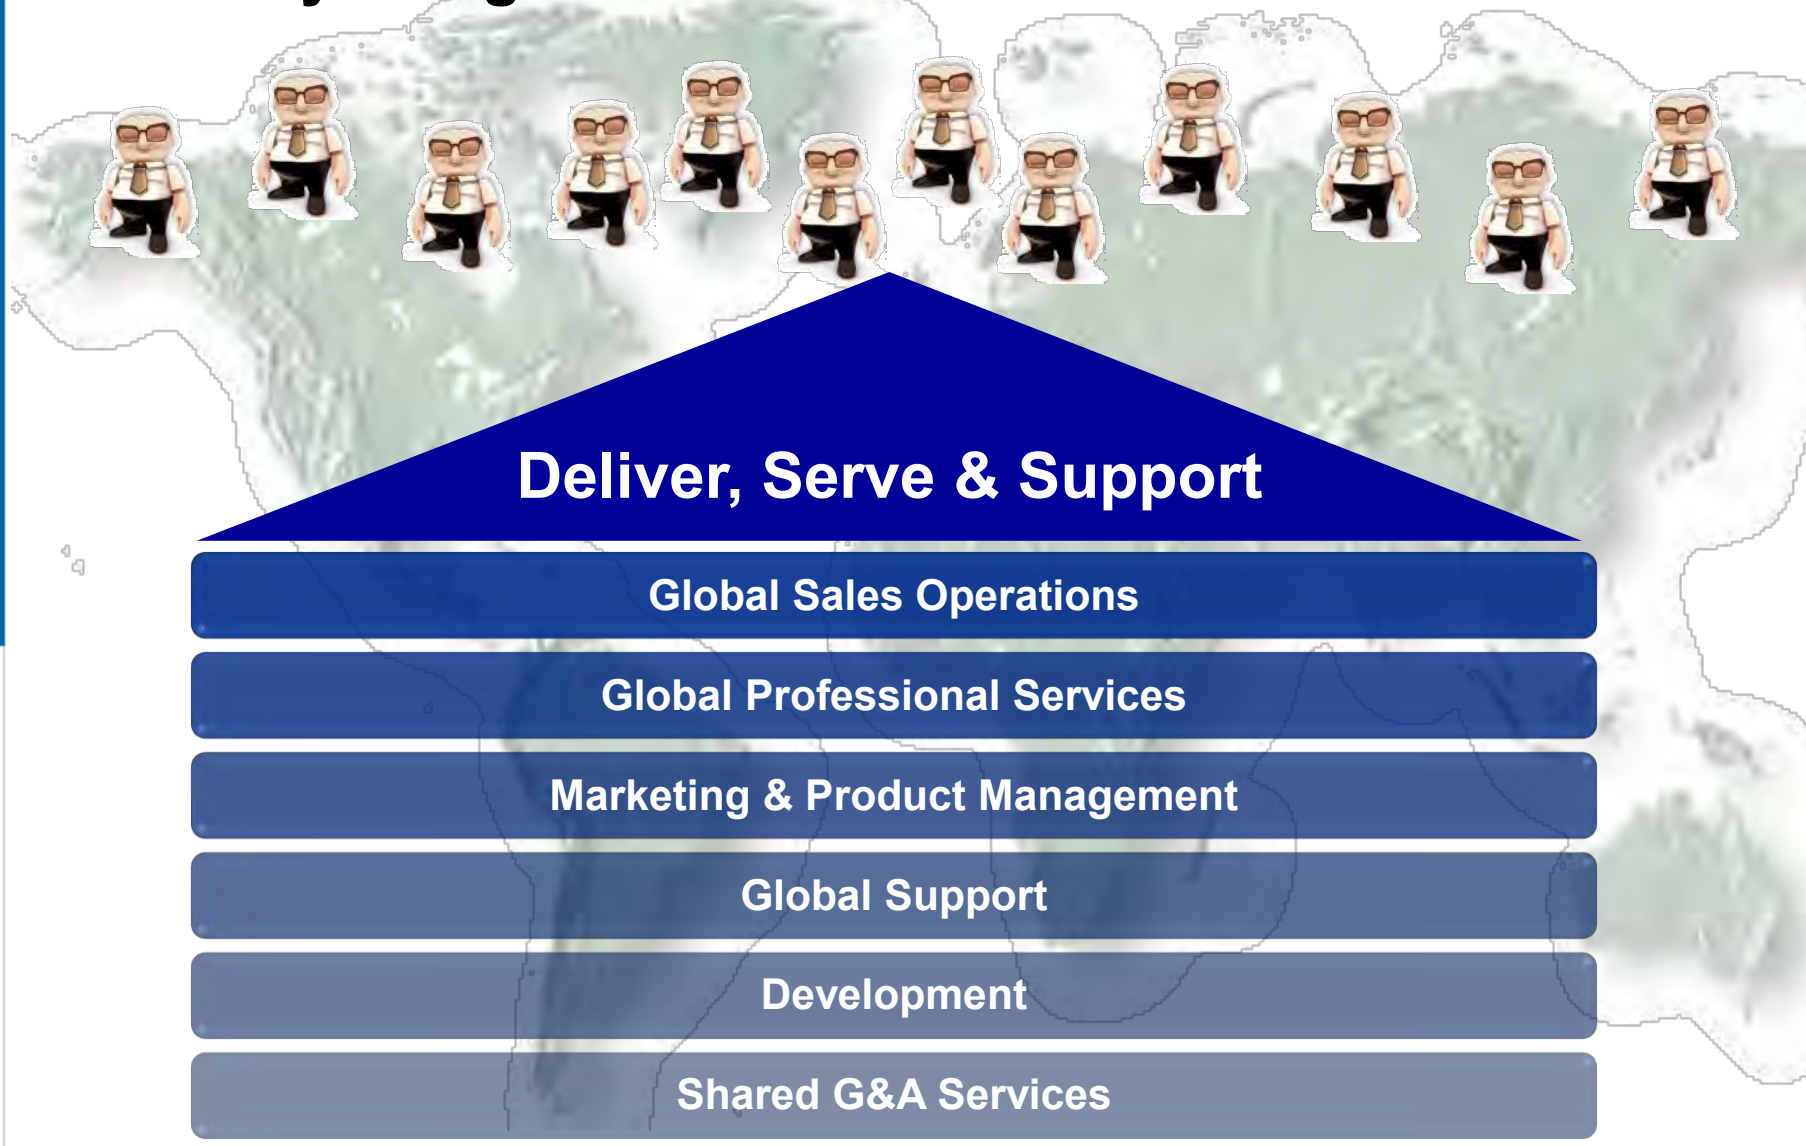 Deliver, Serve & Support
Global Sales Operations
Global Professional Services
Marketing & Product Management
Global Support
Development
Shared G&A Services